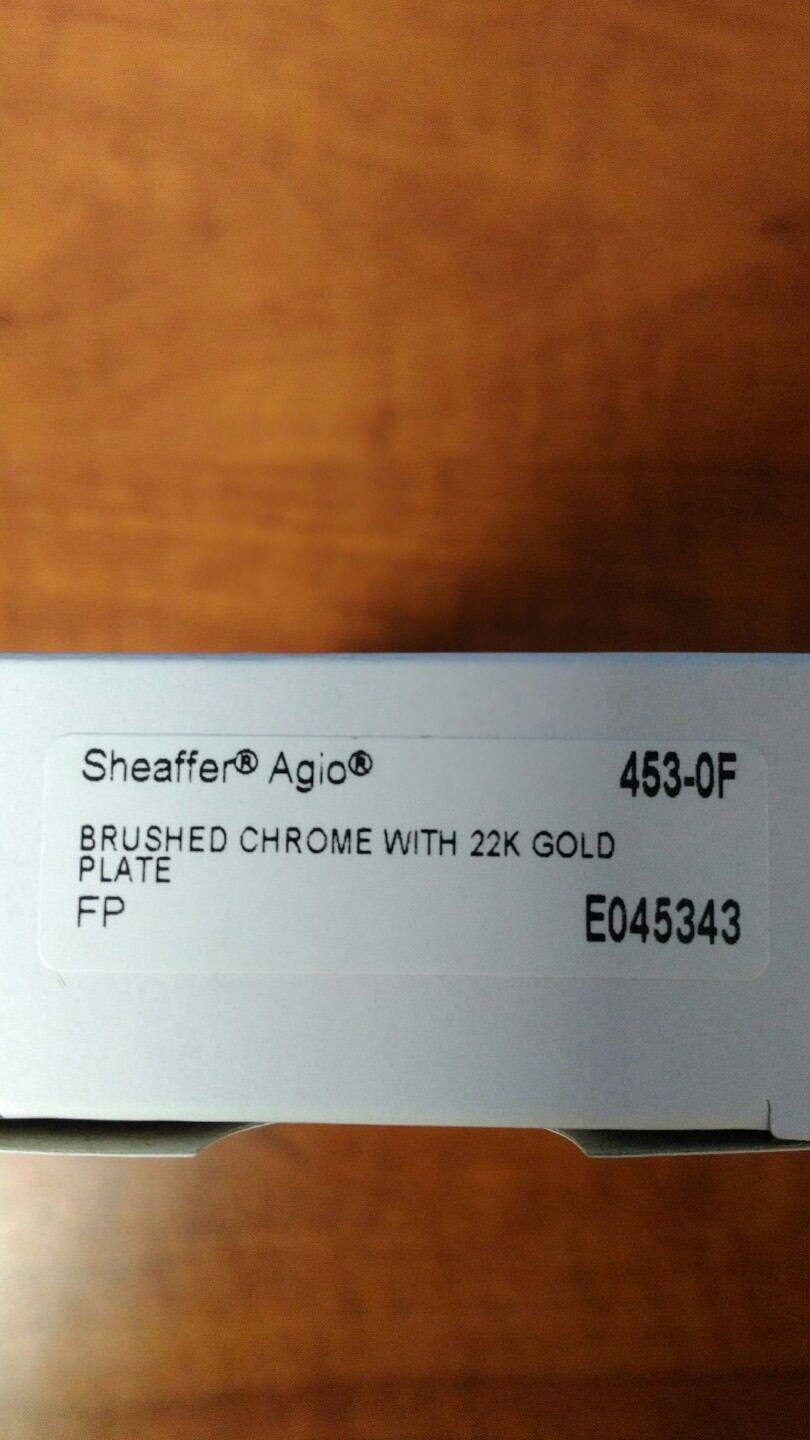 Sheaffer® Agio® 453-0F
BRUSHED CHROME WITH 22K GOLD
PLATE
FP E045343